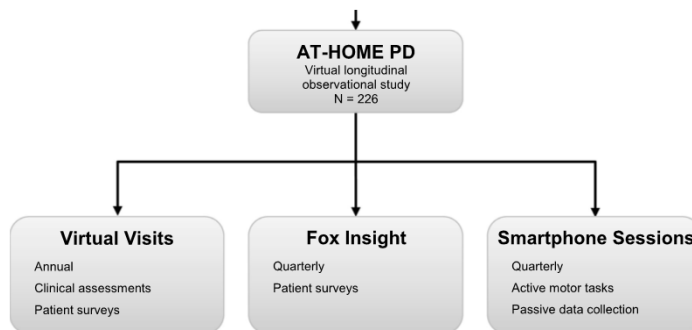 AT-HOME PD
Virtual longitudinal
observational study
N = 226
Virtual Visits
Annual
Clinical assessments
Patient surveys
Fox Insight
Quarterly
Patient surveys
Smartphone Sessions
Quarterly
Active motor tasks
Passive data collection